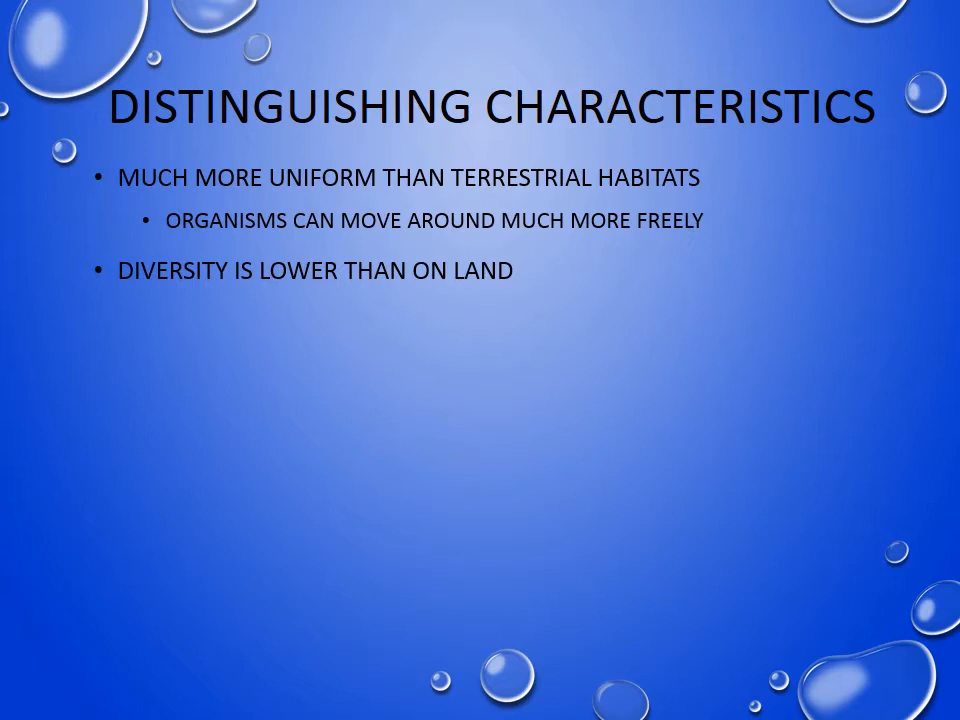 DISTINGUISHING CHARACTERISTICS
• MUCH MORE UNIFORM THAN TERRESTRIAL HABITATS
• ORGANISMS CAN MOVE AROUND MUCH MORE FREELY
• DIVERSITY IS LOWER THAN ON LAND